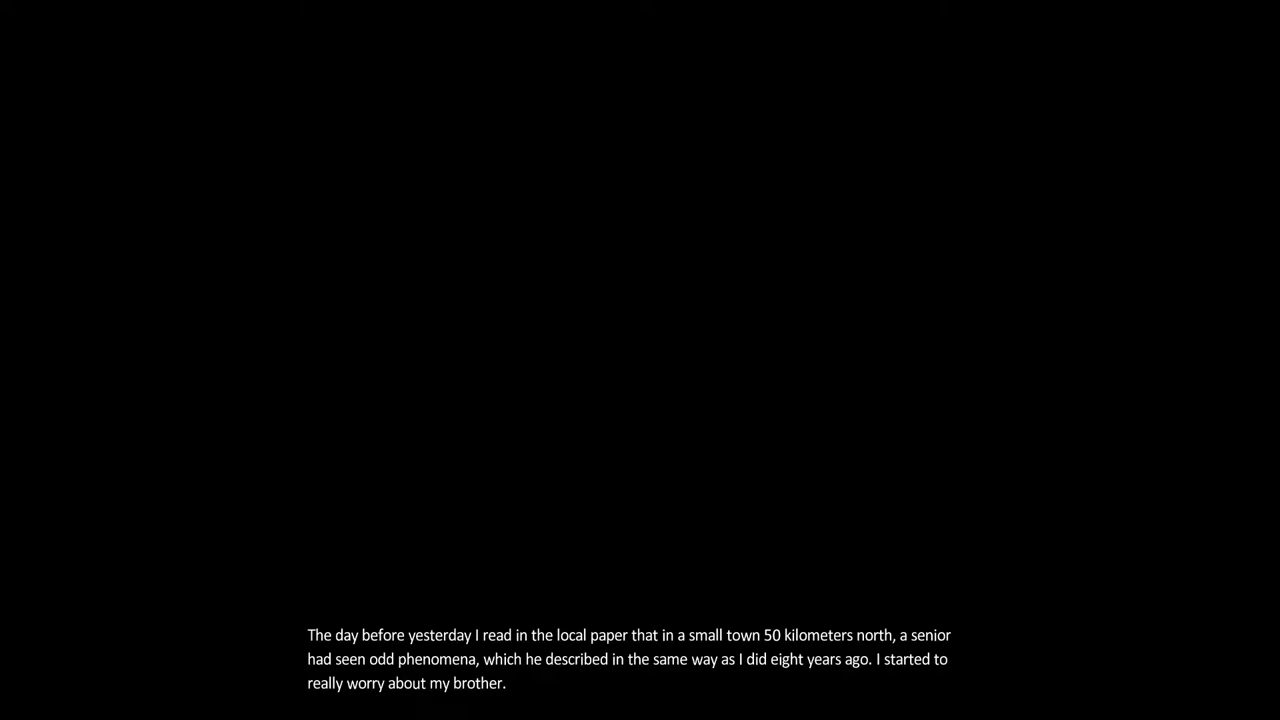 The day before yesterday I read in the local paper that in a small town 50 kilometers north, a senior
had seen odd phenomena, which he described in the same way as I did eight years ago. I started to
really worry about my brother.